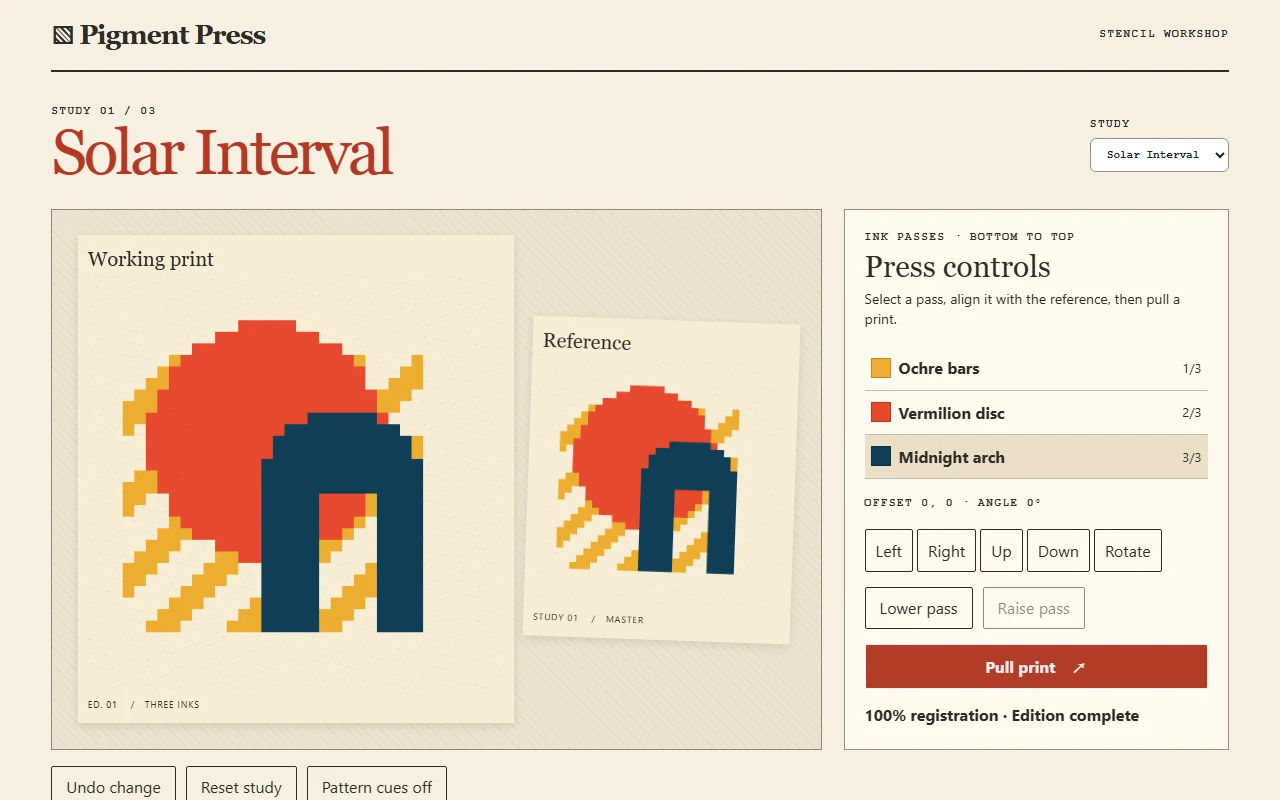 Pigment Press
STENCIL WORKSHOP
STUDY 01 / 03
Solar Interval
STUDY
Solar Interval
Working print
ED. 01 / THREE INKS
Reference
STUDY 01 / MASTER
INK PASSES · BOTTOM TO TOP
Press controls
Select a pass, align it with the reference, then pull a
print.
Ochre bars 1/3
Vermilion disc 2/3
Midnight arch 3/3
OFFSET 0, 0 · ANGLE 0°
Left Right Up Down Rotate
Lower pass Raise pass
Pull print ↗
100% registration · Edition complete
Undo change Reset study Pattern cues off